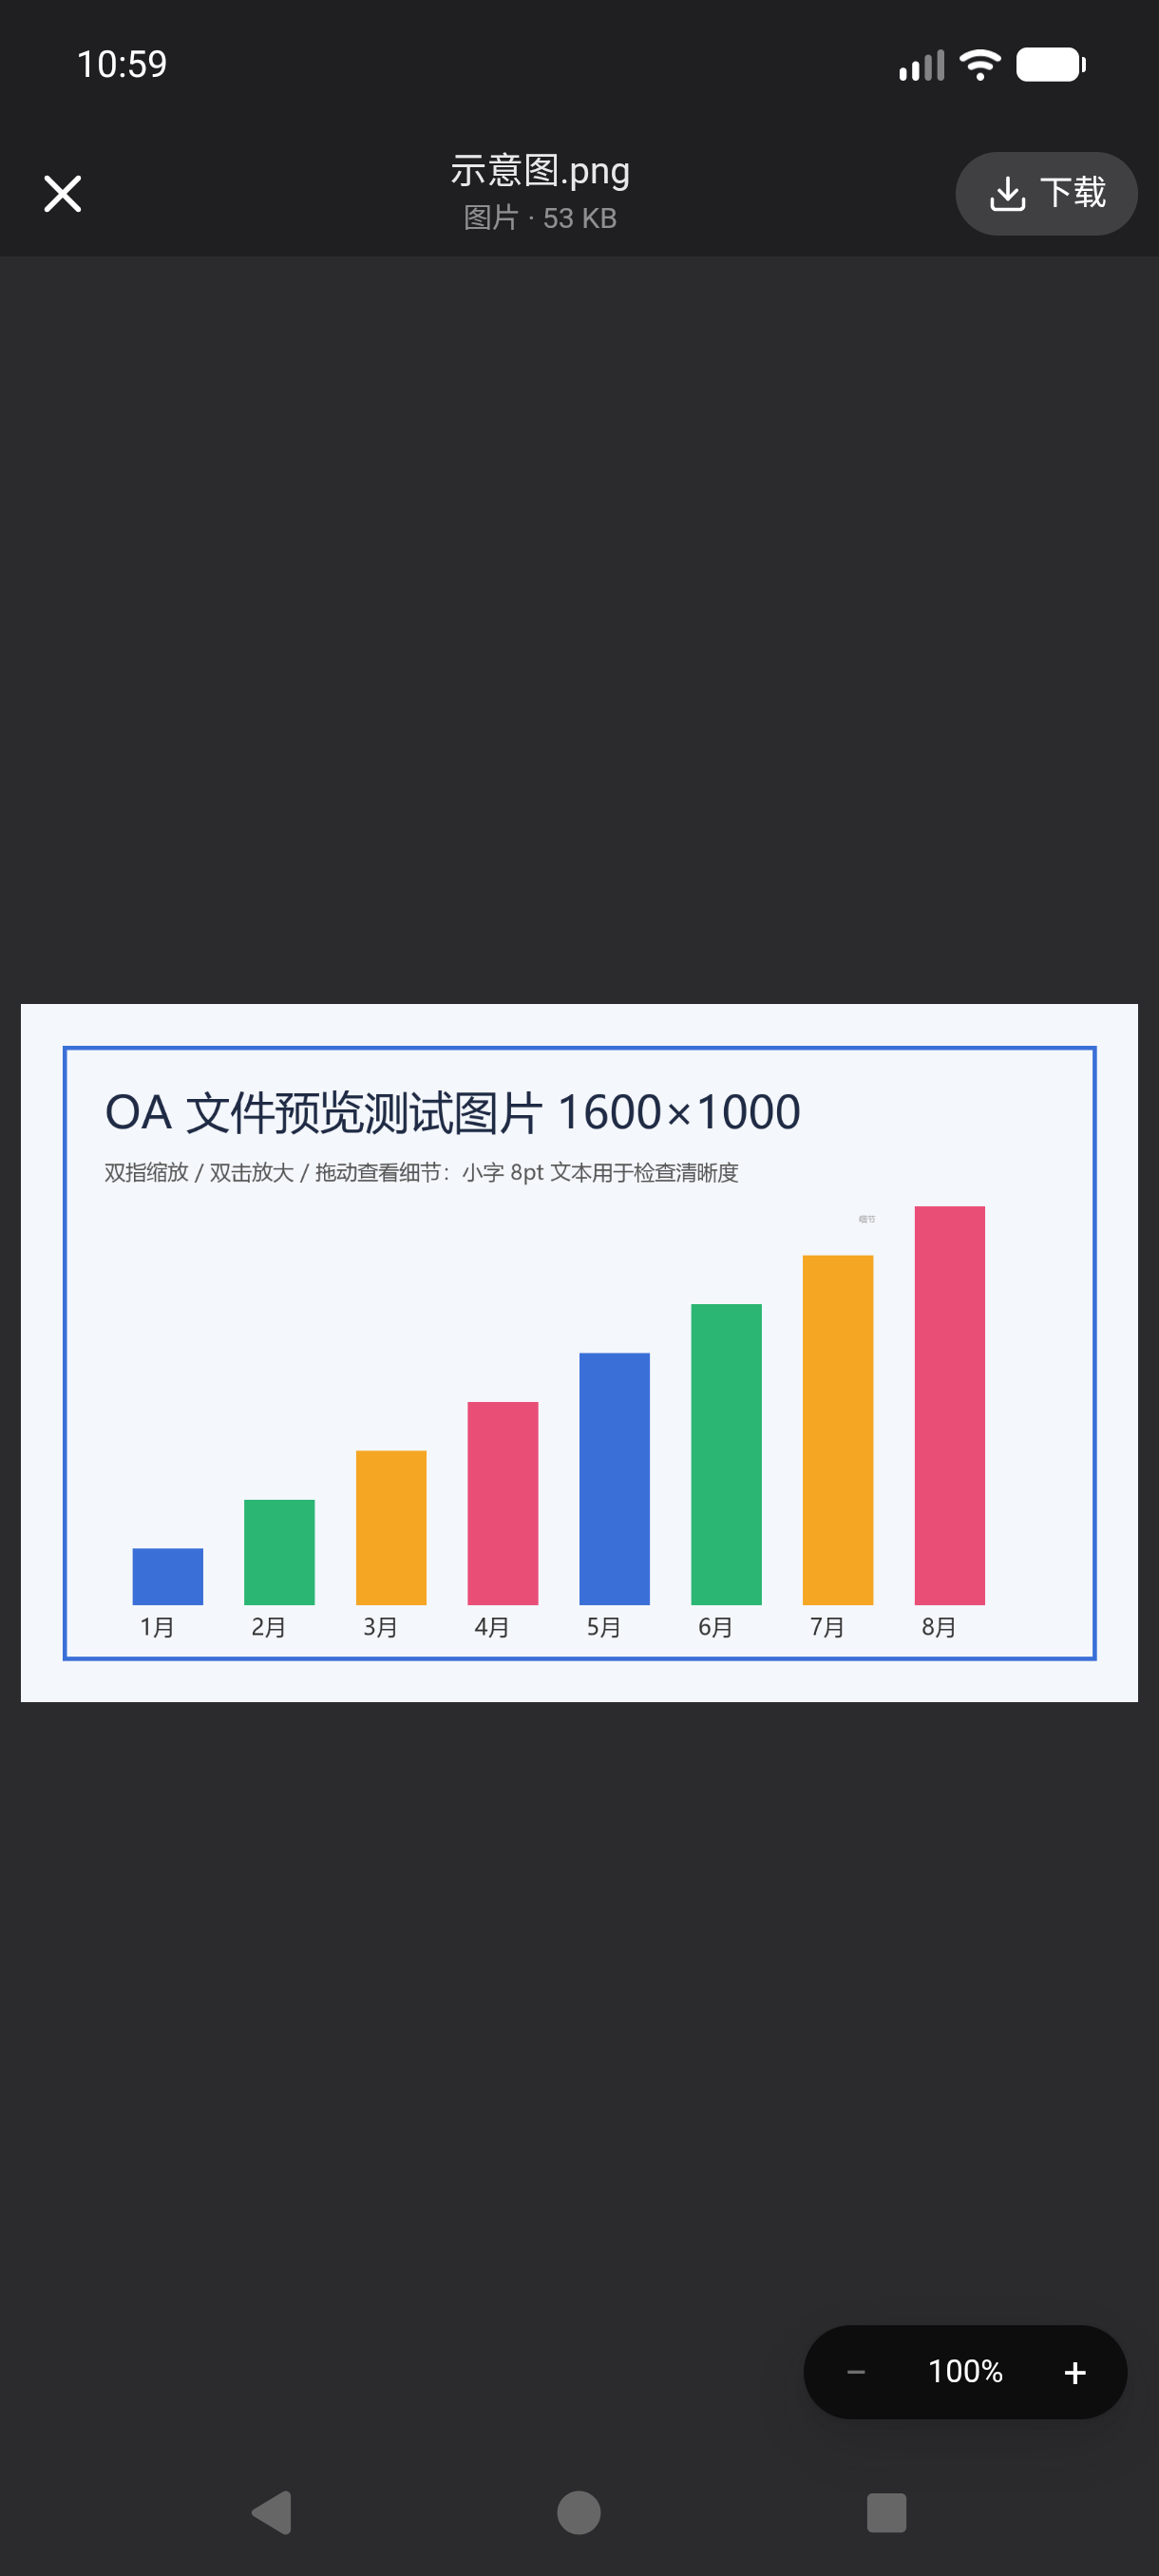 10:59
示意图.png
图片 · 53 KB
下载
OA 文件预览测试图片 1600×1000
双指缩放 / 双击放大 / 拖动查看细节：小字 8pt 文本用于检查清晰度
细节
1月 2月 3月 4月 5月 6月 7月 8月
− 100% +